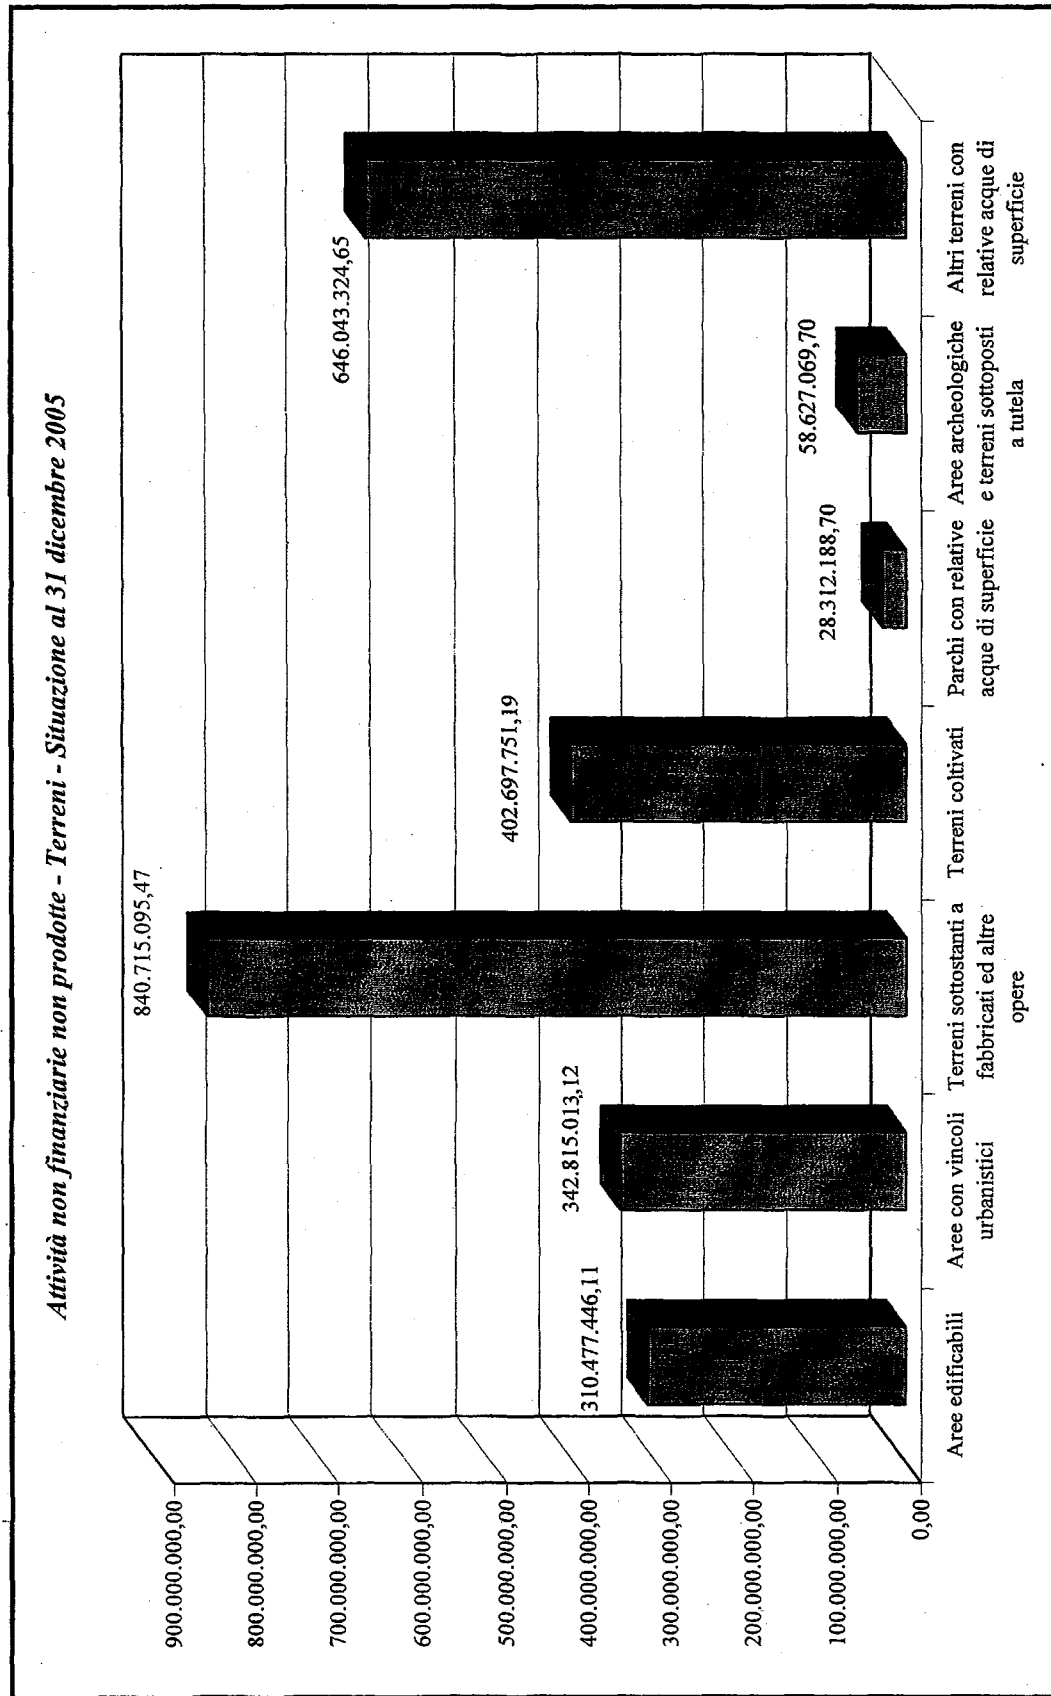 Attività non finanziarie non prodotte - Terreni - Situazione al 31 dicembre 2005
900.000.000,00
800.000.000,00
700.000.000,00
600.000.000,00
500.000.000,00
400.000.000,00
300.000.000,00
200.000.000,00
100.000.000,00
0,00
310.477.446,11
342.815.013,12
840.715.095,47
402.697.751,19
28.312.188,70
58.627.069,70
646.043.324,65
Aree edificabili
Aree con vincoli
urbanistici
Terreni sottostanti a
fabbricati ed altre
opere
Terreni coltivati
Parchi con relative
acque di superficie
Aree archeologiche
e terreni sottoposti
a tutela
Altri terreni con
relative acque di
superficie